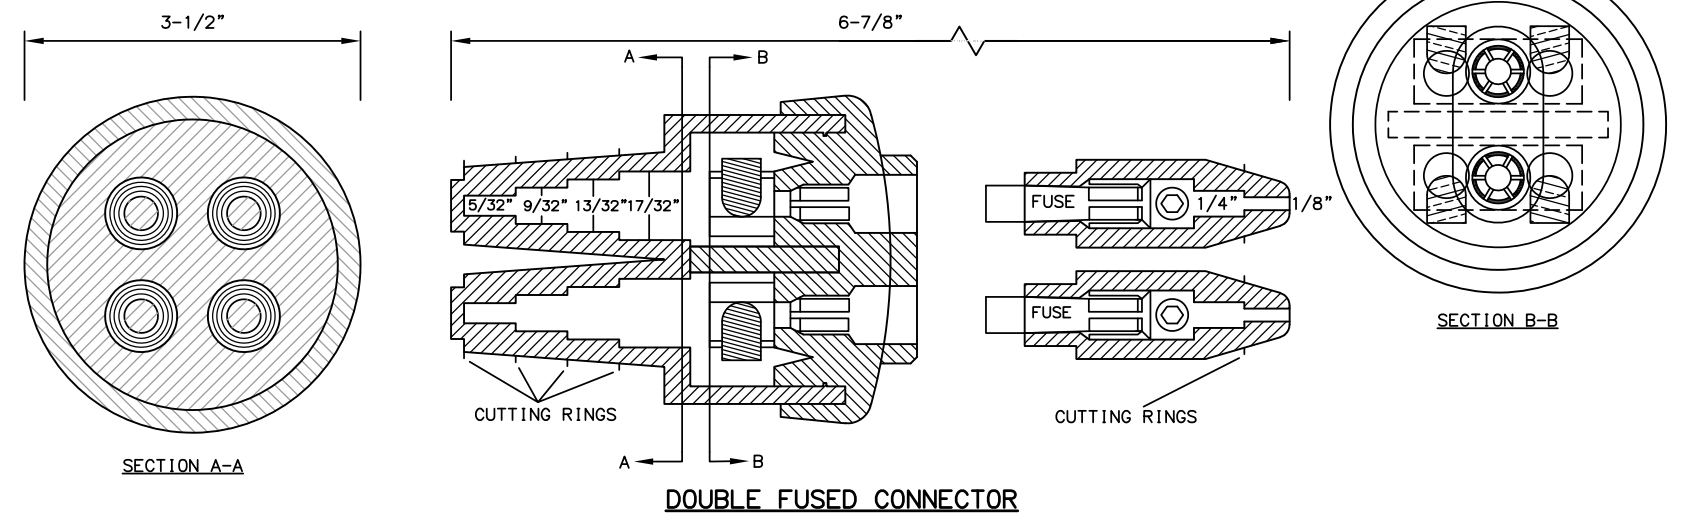 3-1/2"
6-7/8"
A B
5/32" 9/32" 13/32" 17/32"
FUSE 1/4" 1/8"
FUSE
SECTION B-B
CUTTING RINGS
CUTTING RINGS
SECTION A-A
A B
DOUBLE FUSED CONNECTOR